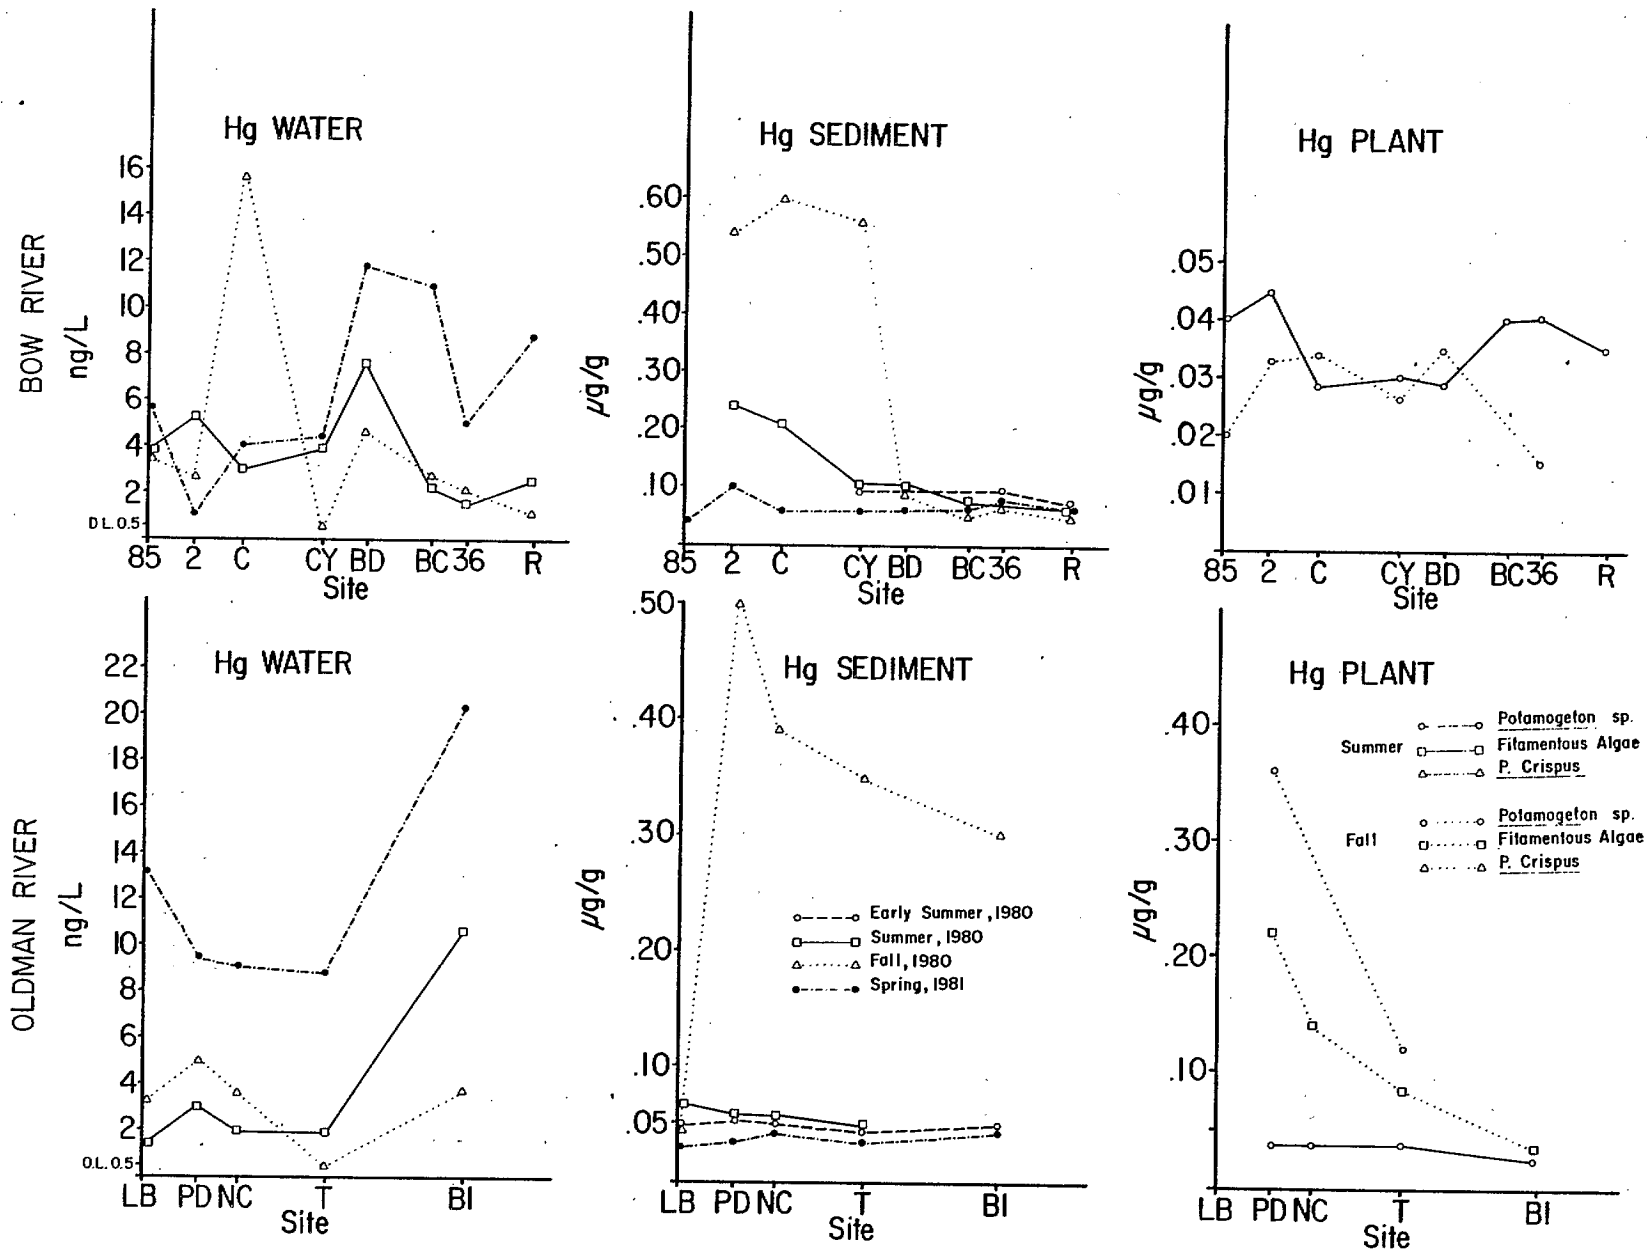 BOW RIVER
Hg WATER
ng/L
16
14
12
10
8
6
4
2
D L. 0.5
85 2 C CY BD BC 36 R
Site
Hg SEDIMENT
µg/g
.60
.50
.40
.30
.20
.10
85 2 C CY BD BC 36 R
Site
Hg PLANT
µg/g
.05
.04
.03
.02
.01
85 2 C CY BD BC 36 R
Site
OLDMAN RIVER
Hg WATER
ng/L
22
20
18
16
14
12
10
8
6
4
2
O.L. 0.5
LB PD NC T BI
Site
Hg SEDIMENT
µg/g
.50
.40
.30
.20
.10
.05
Early Summer, 1980
Summer, 1980
Fall, 1980
Spring, 1981
LB PD NC T BI
Site
Hg PLANT
µg/g
.40
.30
.20
.10
Summer
Potamogeton sp.
Filamentous Algae
P. Crispus
Fall
Potamogeton sp.
Filamentous Algae
P. Crispus
LB PD NC T BI
Site